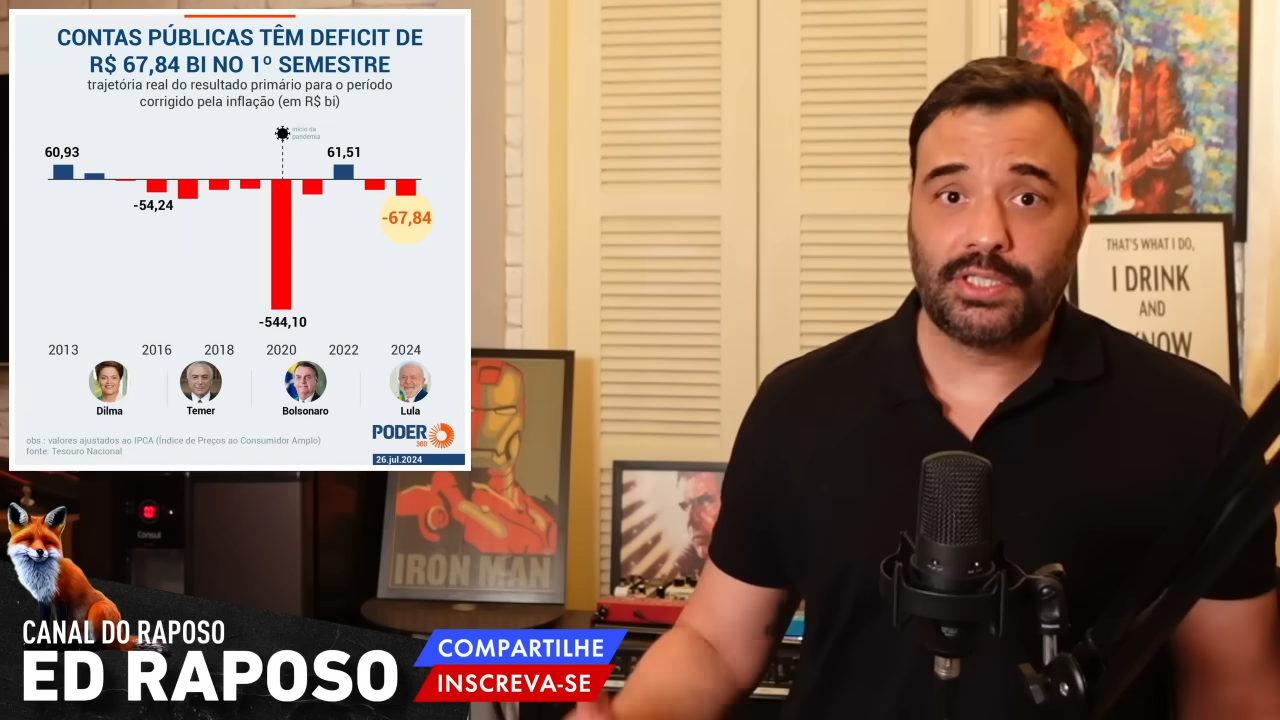 CONTAS PÚBLICAS TÊM DEFICIT DE
R$ 67,84 BI NO 1º SEMESTRE
trajetória real do resultado primário para o período
corrigido pela inflação (em R$ bi)
início da
pandemia
60,93
61,51
-54,24
-67,84
-544,10
2013 2016 2018 2020 2022 2024
Dilma Temer Bolsonaro Lula
obs.: valores ajustados ao IPCA (Índice de Preços ao Consumidor Amplo)
fonte: Tesouro Nacional
PODER
360
26.jul.2024
THAT'S WHAT I DO,
I DRINK
AND
KNOW
Consul
IRON MAN
CANAL DO RAPOSO
ED RAPOSO
COMPARTILHE
INSCREVA-SE